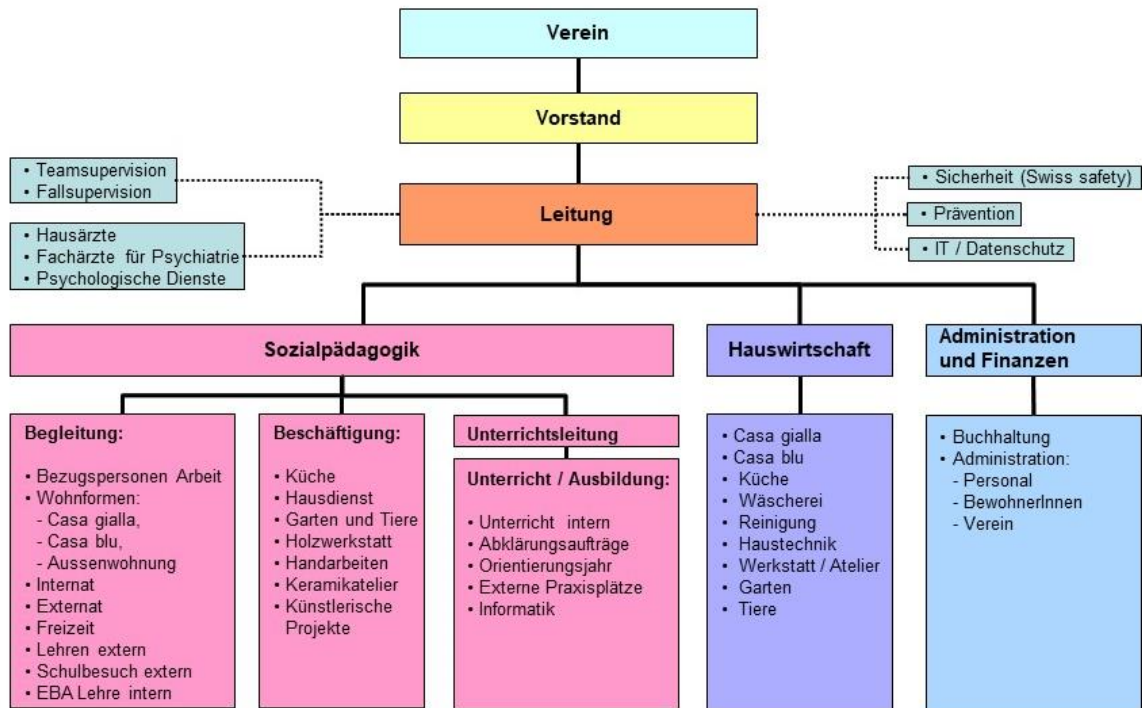 Verein
Vorstand
• Teamsupervision
• Fallsupervision
• Hausärzte
• Fachärzte für Psychiatrie
• Psychologische Dienste
Leitung
• Sicherheit (Swiss safety)
• Prävention
• IT / Datenschutz
Sozialpädagogik
Begleitung:
• Bezugspersonen Arbeit
• Wohnformen:
- Casa gialla,
- Casa blu,
- Aussenwohnung
• Internat
• Externat
• Freizeit
• Lehren extern
• Schulbesuch extern
• EBA Lehre intern
Beschäftigung:
• Küche
• Hausdienst
• Garten und Tiere
• Holzwerkstatt
• Handarbeiten
• Keramikatelier
• Künstlerische
Projekte
Unterrichtsleitung
Unterricht / Ausbildung:
• Unterricht intern
• Abklärungsaufträge
• Orientierungsjahr
• Externe Praxisplätze
• Informatik
Hauswirtschaft
• Casa gialla
• Casa blu
• Küche
• Wäscherei
• Reinigung
• Haustechnik
• Werkstatt / Atelier
• Garten
• Tiere
Administration
und Finanzen
• Buchhaltung
• Administration:
- Personal
- BewohnerInnen
- Verein